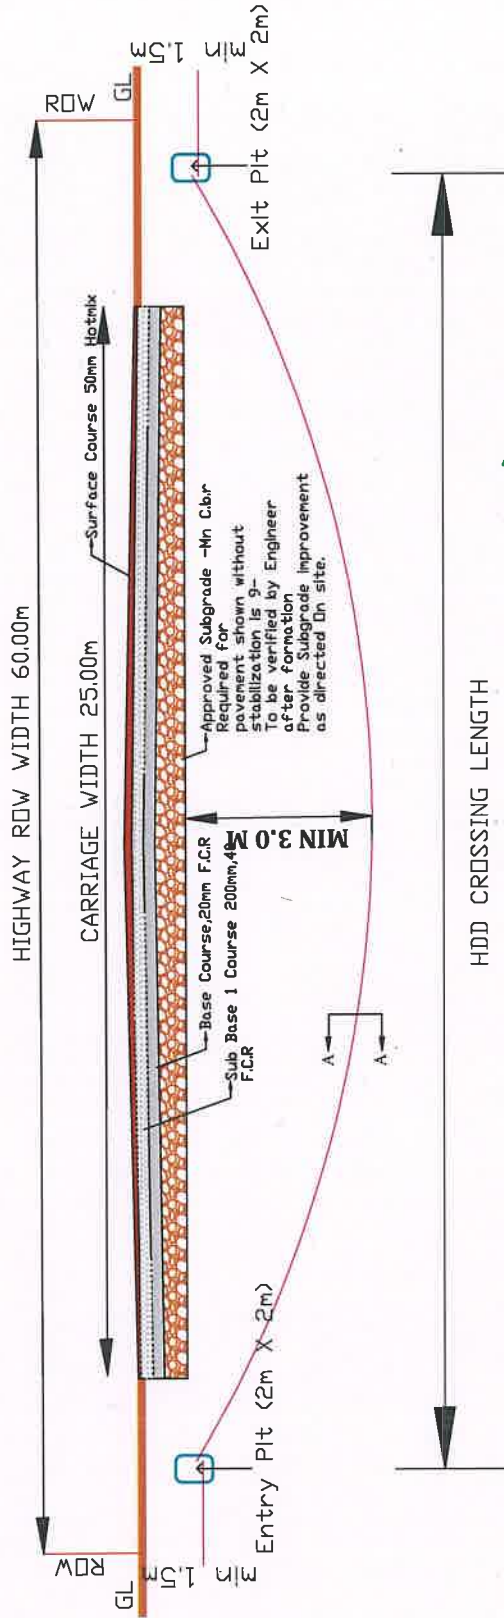 HIGHWAY ROW WIDTH 60.00m
ROW
ROW
CARRIAGE WIDTH 25.00m
Surface Course 50mm Hotmix
GL
GL
min 1.5m
min 1.5m
Entry Pit (2m X 2m)
Exit Pit (2m X 2m)
Base Course,20mm F.C.R
Sub Base 1 Course 200mm,40
F.C.R
Approved Subgrade -Mn C.b.r
Required for
pavement shown without
stabilization is 9-
To be verified by Engineer
after formation
Provide Subgrade Improvement
as directed On site.
MIN 3.0 M
A
A
HDD CROSSING LENGTH